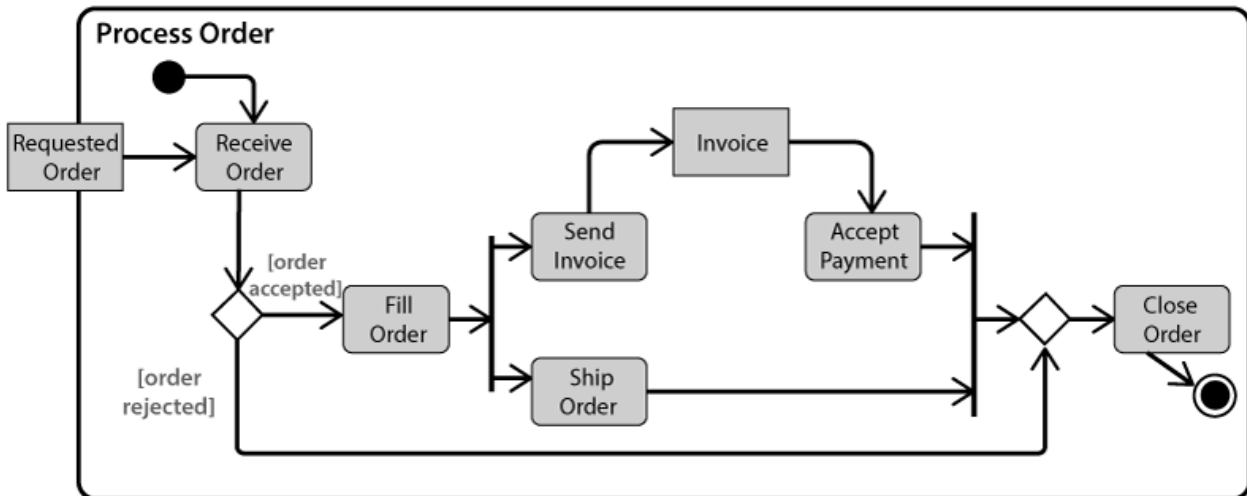 Process Order
Requested
Order
Receive
Order
[order
accepted]
[order
rejected]
Fill
Order
Send
Invoice
Invoice
Accept
Payment
Ship
Order
Close
Order